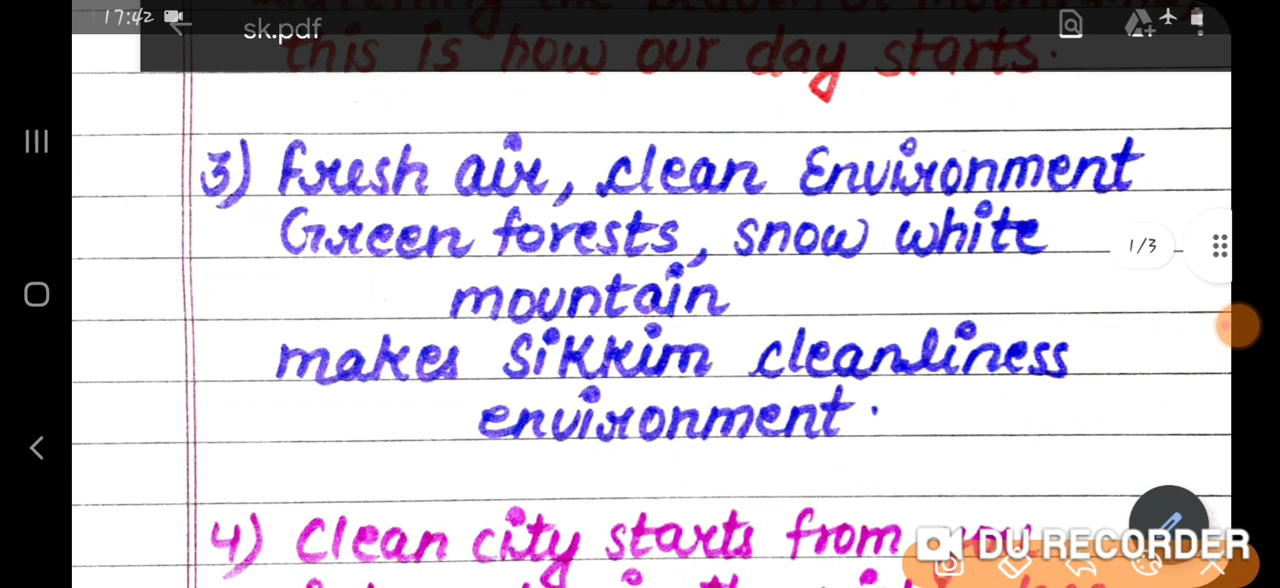 17:42
sk.pdf
this is how our day starts.
3) Fresh air, clean Environment
Green forests, snow white
1/3
mountain
makes Sikkim cleanliness
environment.
4) Clean city starts from
DU RECORDER